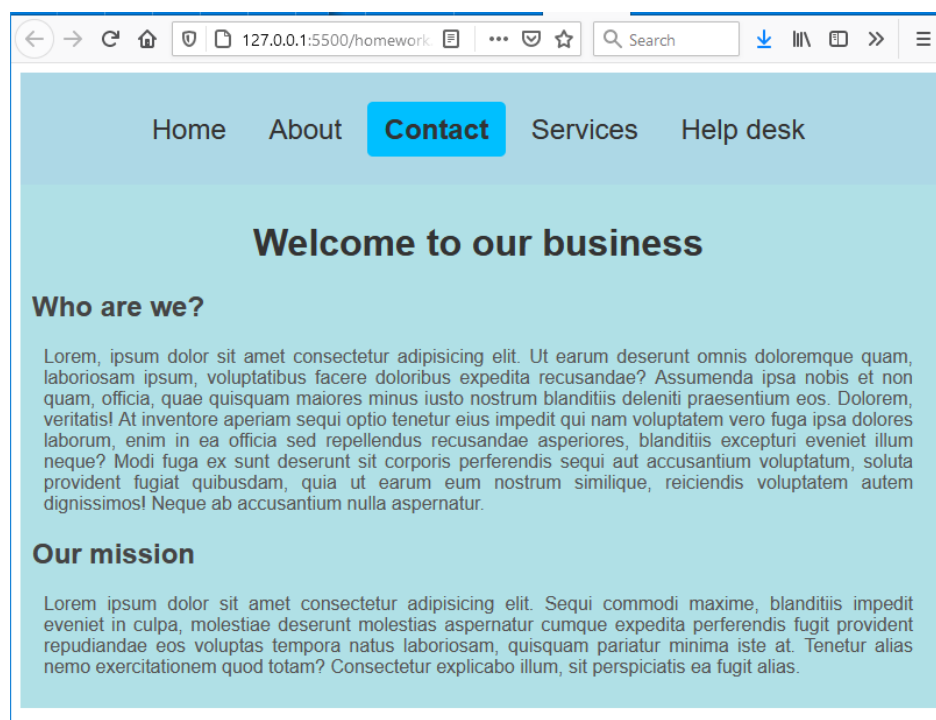 127.0.0.1:5500/homework
Search
Home About Contact Services Help desk
Welcome to our business
Who are we?
Lorem, ipsum dolor sit amet consectetur adipisicing elit. Ut earum deserunt omnis doloremque quam,
laboriosam ipsum, voluptatibus facere doloribus expedita recusandae? Assumenda ipsa nobis et non
quam, officia, quae quisquam maiores minus iusto nostrum blanditiis deleniti praesentium eos. Dolorem,
veritatis! At inventore aperiam sequi optio tenetur eius impedit qui nam voluptatem vero fuga ipsa dolores
laborum, enim in ea officia sed repellendus recusandae asperiores, blanditiis excepturi eveniet illum
neque? Modi fuga ex sunt deserunt sit corporis perferendis sequi aut accusantium voluptatum, soluta
provident fugiat quibusdam, quia ut earum eum nostrum similique, reiciendis voluptatem autem
dignissimos! Neque ab accusantium nulla aspernatur.
Our mission
Lorem ipsum dolor sit amet consectetur adipisicing elit. Sequi commodi maxime, blanditiis impedit
eveniet in culpa, molestiae deserunt molestias aspernatur cumque expedita perferendis fugit provident
repudiandae eos voluptas tempora natus laboriosam, quisquam pariatur minima iste at. Tenetur alias
nemo exercitationem quod totam? Consectetur explicabo illum, sit perspiciatis ea fugit alias.